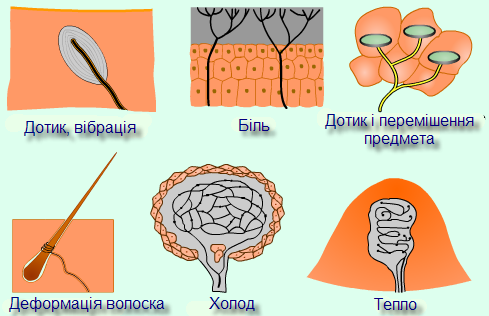 Дотик, вібрація
Біль
Дотик і переміщення
предмета
Деформація волоска
Холод
Тепло